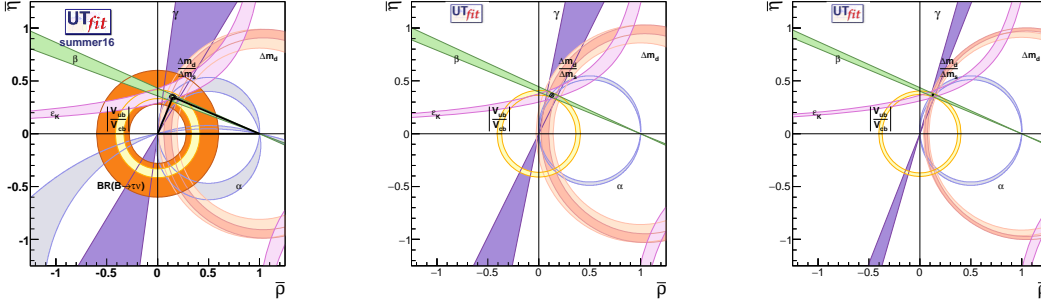 η̅
1
0.5
0
-0.5
-1
-1 -0.5 0 0.5 1
ρ̅
UTfit
summer16
γ
β
Δm_d
Δm_d
Δm_s
ε_K
|V_ub
V_cb|
α
BR(B→τν)
η̅
1
0.5
0
−0.5
−1
−1 −0.5 0 0.5 1
ρ̅
UTfit
γ
β
Δm_d
Δm_d
Δm_s
ε_K
|V_ub
V_cb|
α
η̅
1
0.5
0
−0.5
−1
−1 −0.5 0 0.5 1
ρ̅
UTfit
γ
β
Δm_d
Δm_d
Δm_s
ε_K
|V_ub
V_cb|
α